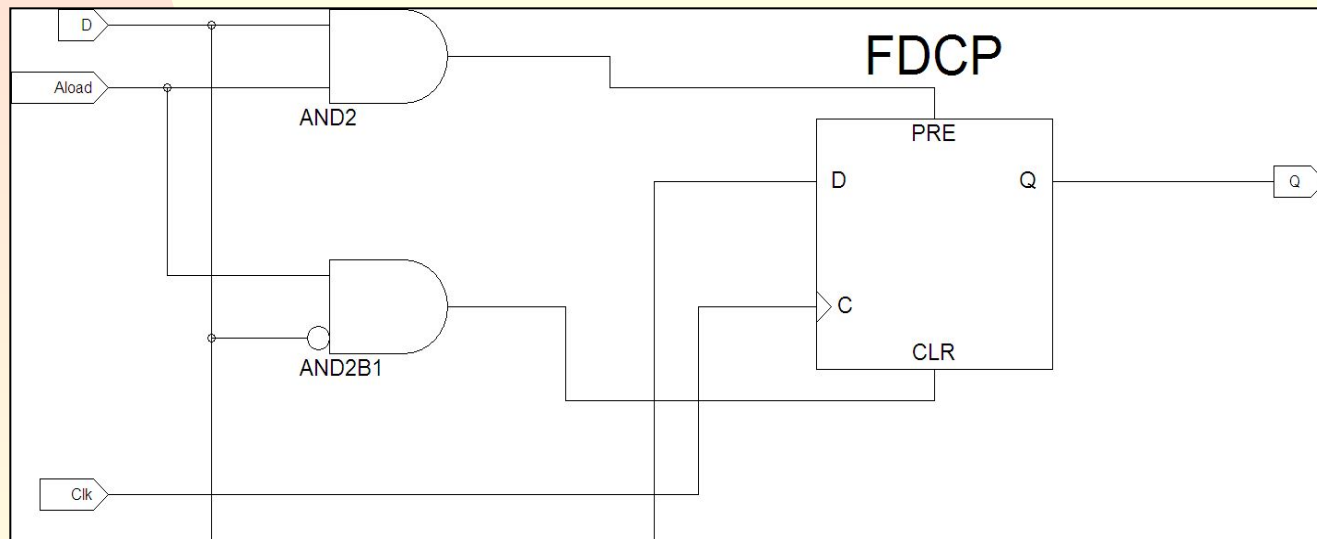 D
FDCP
Aload
AND2
PRE
D
Q
Q
C
CLR
AND2B1
Clk